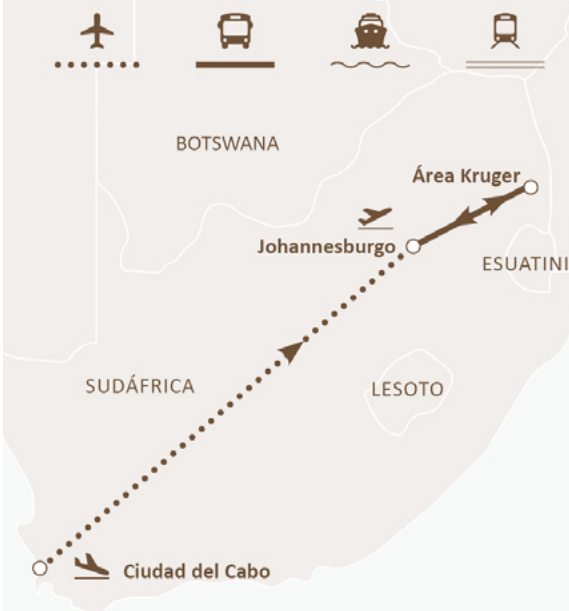 BOTSWANA
Área Kruger
Johannesburgo
ESUATINI
SUDÁFRICA
LESOTO
Ciudad del Cabo